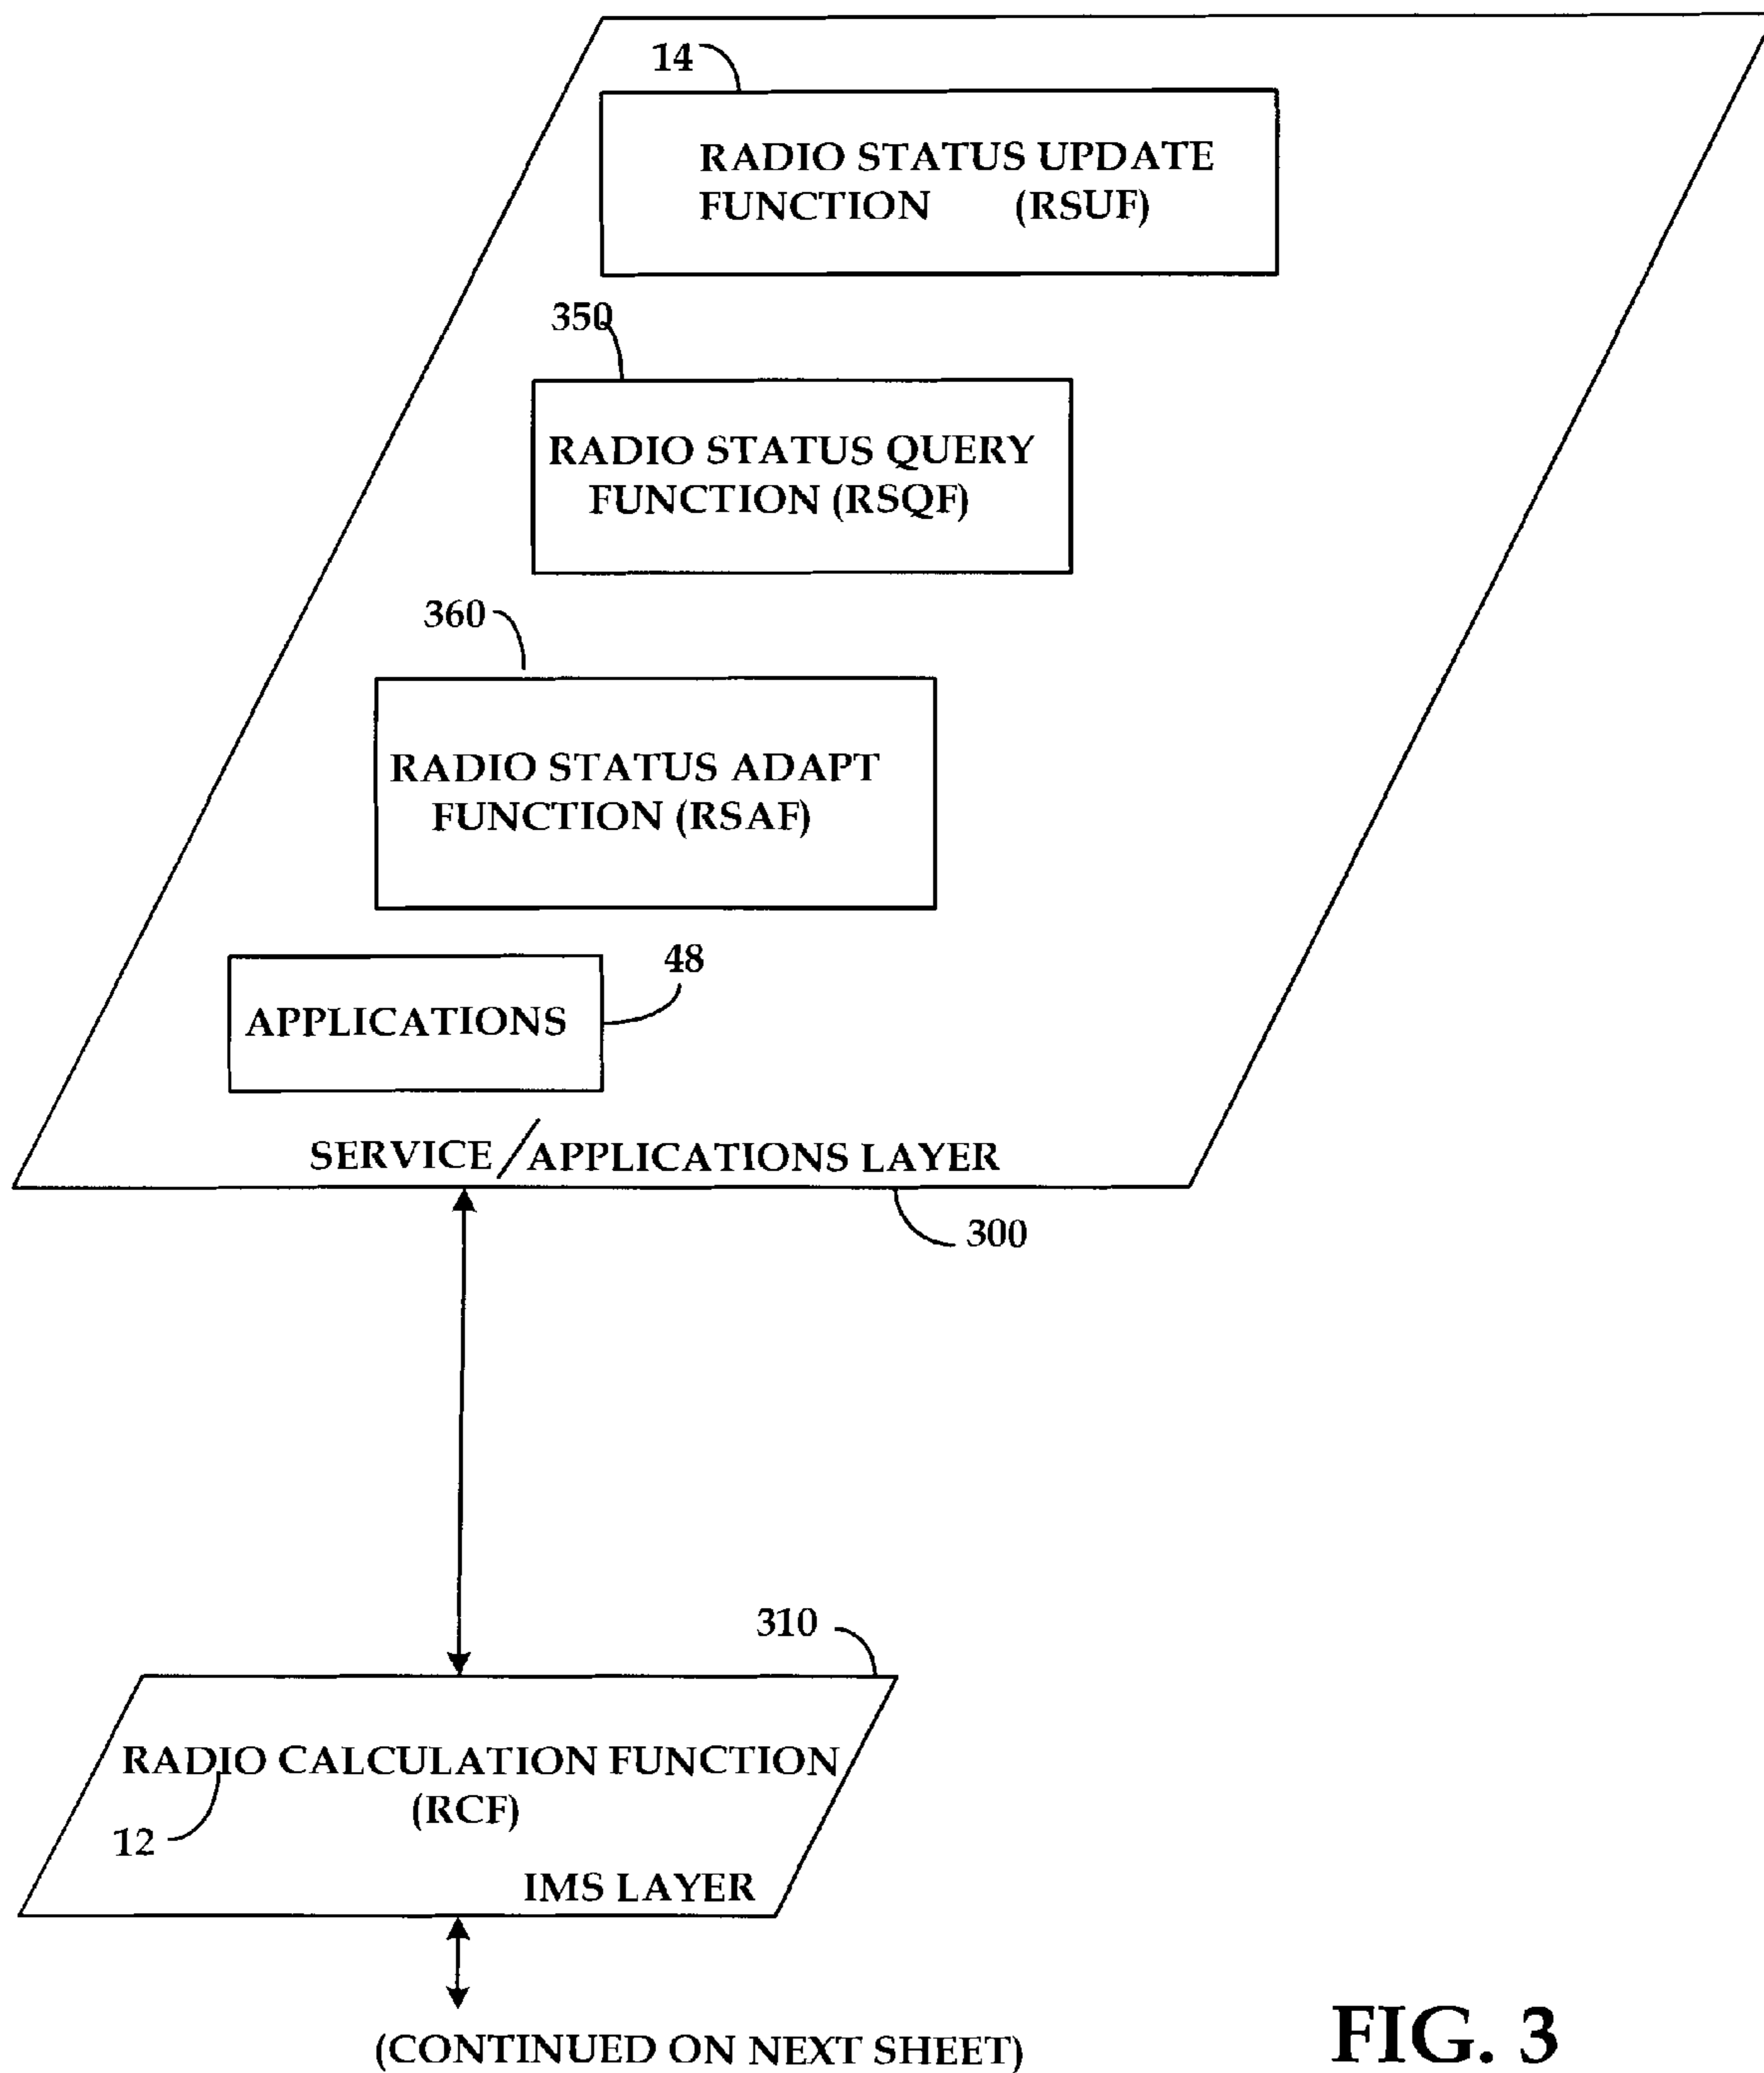 14
RADIO STATUS UPDATE
FUNCTION (RSUF)
350
RADIO STATUS QUERY
FUNCTION (RSQF)
360
RADIO STATUS ADAPT
FUNCTION (RSAF)
48
APPLICATIONS
SERVICE/APPLICATIONS LAYER
300
310
RADIO CALCULATION FUNCTION
(RCF)
12
IMS LAYER
(CONTINUED ON NEXT SHEET)
FIG. 3